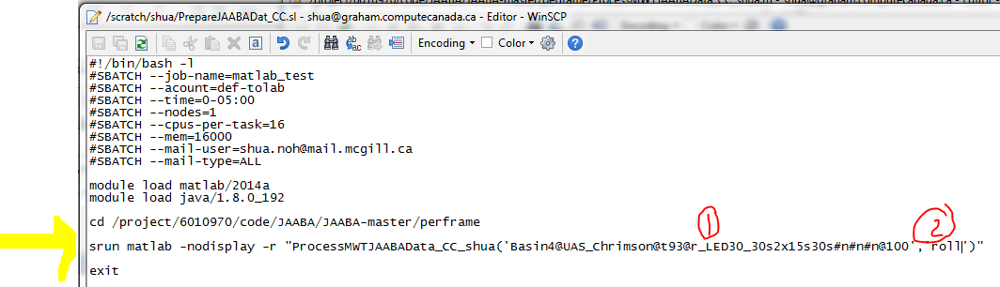 /scratch/shua/PrepareJAABADat_CC.sl - shua@graham.computecanada.ca - Editor - WinSCP
Encoding Color
#!/bin/bash -l
#SBATCH --job-name=matlab_test
#SBATCH --acount=def-tolab
#SBATCH --time=0-05:00
#SBATCH --nodes=1
#SBATCH --cpus-per-task=16
#SBATCH --mem=16000
#SBATCH --mail-user=shua.noh@mail.mcgill.ca
#SBATCH --mail-type=ALL
module load matlab/2014a
module load java/1.8.0_192
cd /project/6010970/code/JAABA/JAABA-master/perframe
1 2
srun matlab -nodisplay -r "ProcessMWTJAABAData_CC_shua('Basin4@UAS_Chrimson@t93@r_LED30_30s2x15s30s#n#n#n@100','roll')"
exit